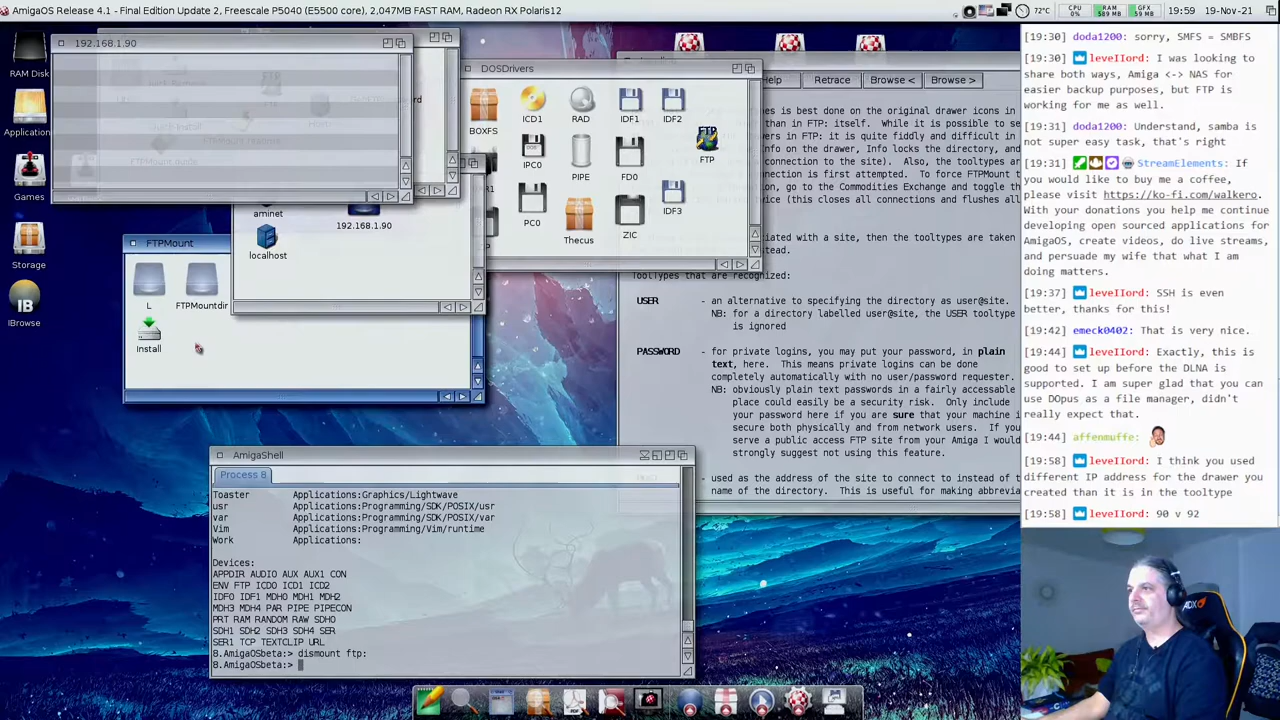 AmigaOS Release 4.1 - Final Edition Update 2, Freescale P5040 (E5500 core), 2,047MB FAST RAM, Radeon RX Polaris12
72°C
CPU
0%
RAM
589 MB
GFX
59 MB
19:59
19-Nov-21
192.168.1.90
RAM Disk
Application
Games
Storage
IBrowse
DOSDrivers
BOXFS
ICD1
RAD
IDF1
IDF2
FTP
IPC0
PIPE
FD0
PC0
Thecus
ZIC
IDF3
aminet
192.168.1.90
localhost
FTPMount
L
FTPMountdir
Install
Help
Retrace
Browse <
Browse >
types is best done on the original drawer icons in
than in FTP: itself. While it is possible to se
ers in FTP: it is quite fiddly and difficult in
nfo on the drawer, Info locks the directory, and
onnection to the site). Also, the tooltypes are
onnection is first attempted. To force FTPMount t
on, go to the Commodities Exchange and toggle th
(this closes all connections and flushes al
ciated with a site, then the tooltypes are taken
stead.
ToolTypes that are recognized:
USER - an alternative to specifying the directory as user@site.
NB: for a directory labelled user@site, the USER tooltype
is ignored
PASSWORD - for private logins, you may put your password, in plain
text, here. This means private logins can be done
completely automatically with no user/password requester.
NB: obviously plain text passwords in a fairly accessable
place could easily be a security risk. Only include
your password here if you are sure that your machine i
secure both physically and from network users. If you
serve a public access FTP site from your Amiga I would
strongly suggest not using this feature.
- used as the address of the site to connect to instead of t
name of the directory. This is useful for making abbrevia
AmigaShell
Process 8
Toaster Applications:Graphics/Lightwave
usr Applications:Programming/SDK/POSIX/usr
var Applications:Programming/SDK/POSIX/var
Vim Applications:Programming/Vim/runtime
Work Applications:
Devices:
APPDIR AUDIO AUX AUX1 CON
ENV FTP ICD0 ICD1 ICD2
IDF0 IDF1 MDH0 MDH1 MDH2
MDH3 MDH4 PAR PIPE PIPECON
PRT RAM RANDOM RAW SDH0
SDH1 SDH2 SDH3 SDH4 SER
SER1 TCP TEXTCLIP URL
8.AmigaOSbeta:> dismount ftp:
8.AmigaOSbeta:>
[19:30] doda1200: sorry, SMFS = SMBFS
[19:30] levelIord: I was looking to
share both ways, Amiga <-> NAS for
easier backup purposes, but FTP is
working for me as well.
[19:31] doda1200: Understand, samba is
not super easy task, that's right
[19:31] StreamElements: If
you would like to buy me a coffee,
please visit https://ko-fi.com/walkero.
With your donations you help me continue
developing open sourced applications for
AmigaOS, create videos, do live streams,
and persuade my wife that what I am
doing matters.
[19:37] levelIord: SSH is even
better, thanks for this!
[19:42] emeck0402: That is very nice.
[19:44] levelIord: Exactly, this is
good to set up before the DLNA is
supported. I am super glad that you can
use DOpus as a file manager, didn't
really expect that.
[19:44] affenmuffe:
[19:58] levelIord: I think you used
different IP address for the drawer you
created than it is in the tooltype
[19:58] levelIord: 90 v 92